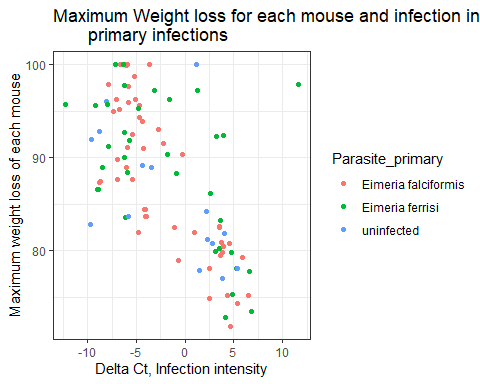 Maximum Weight loss for each mouse and infection in
primary infections
Maximum weight loss of each mouse
100
90
80
-10
-5
0
5
10
Delta Ct, Infection intensity
Parasite_primary
Eimeria falciformis
Eimeria ferrisi
uninfected